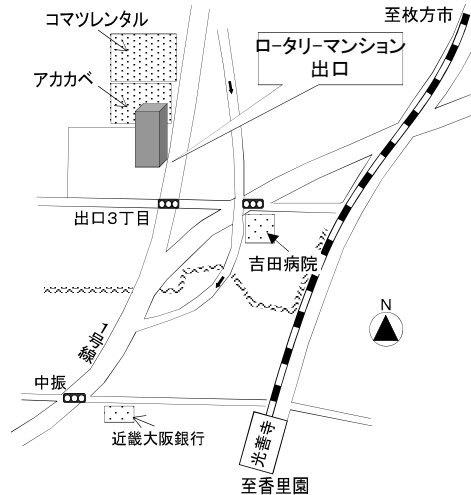 至枚方市
コマツレンタル
ロータリーマンション
出口
アカカベ
出口3丁目
吉田病院
N
1号線
中振
近畿大阪銀行
光善寺
至香里園